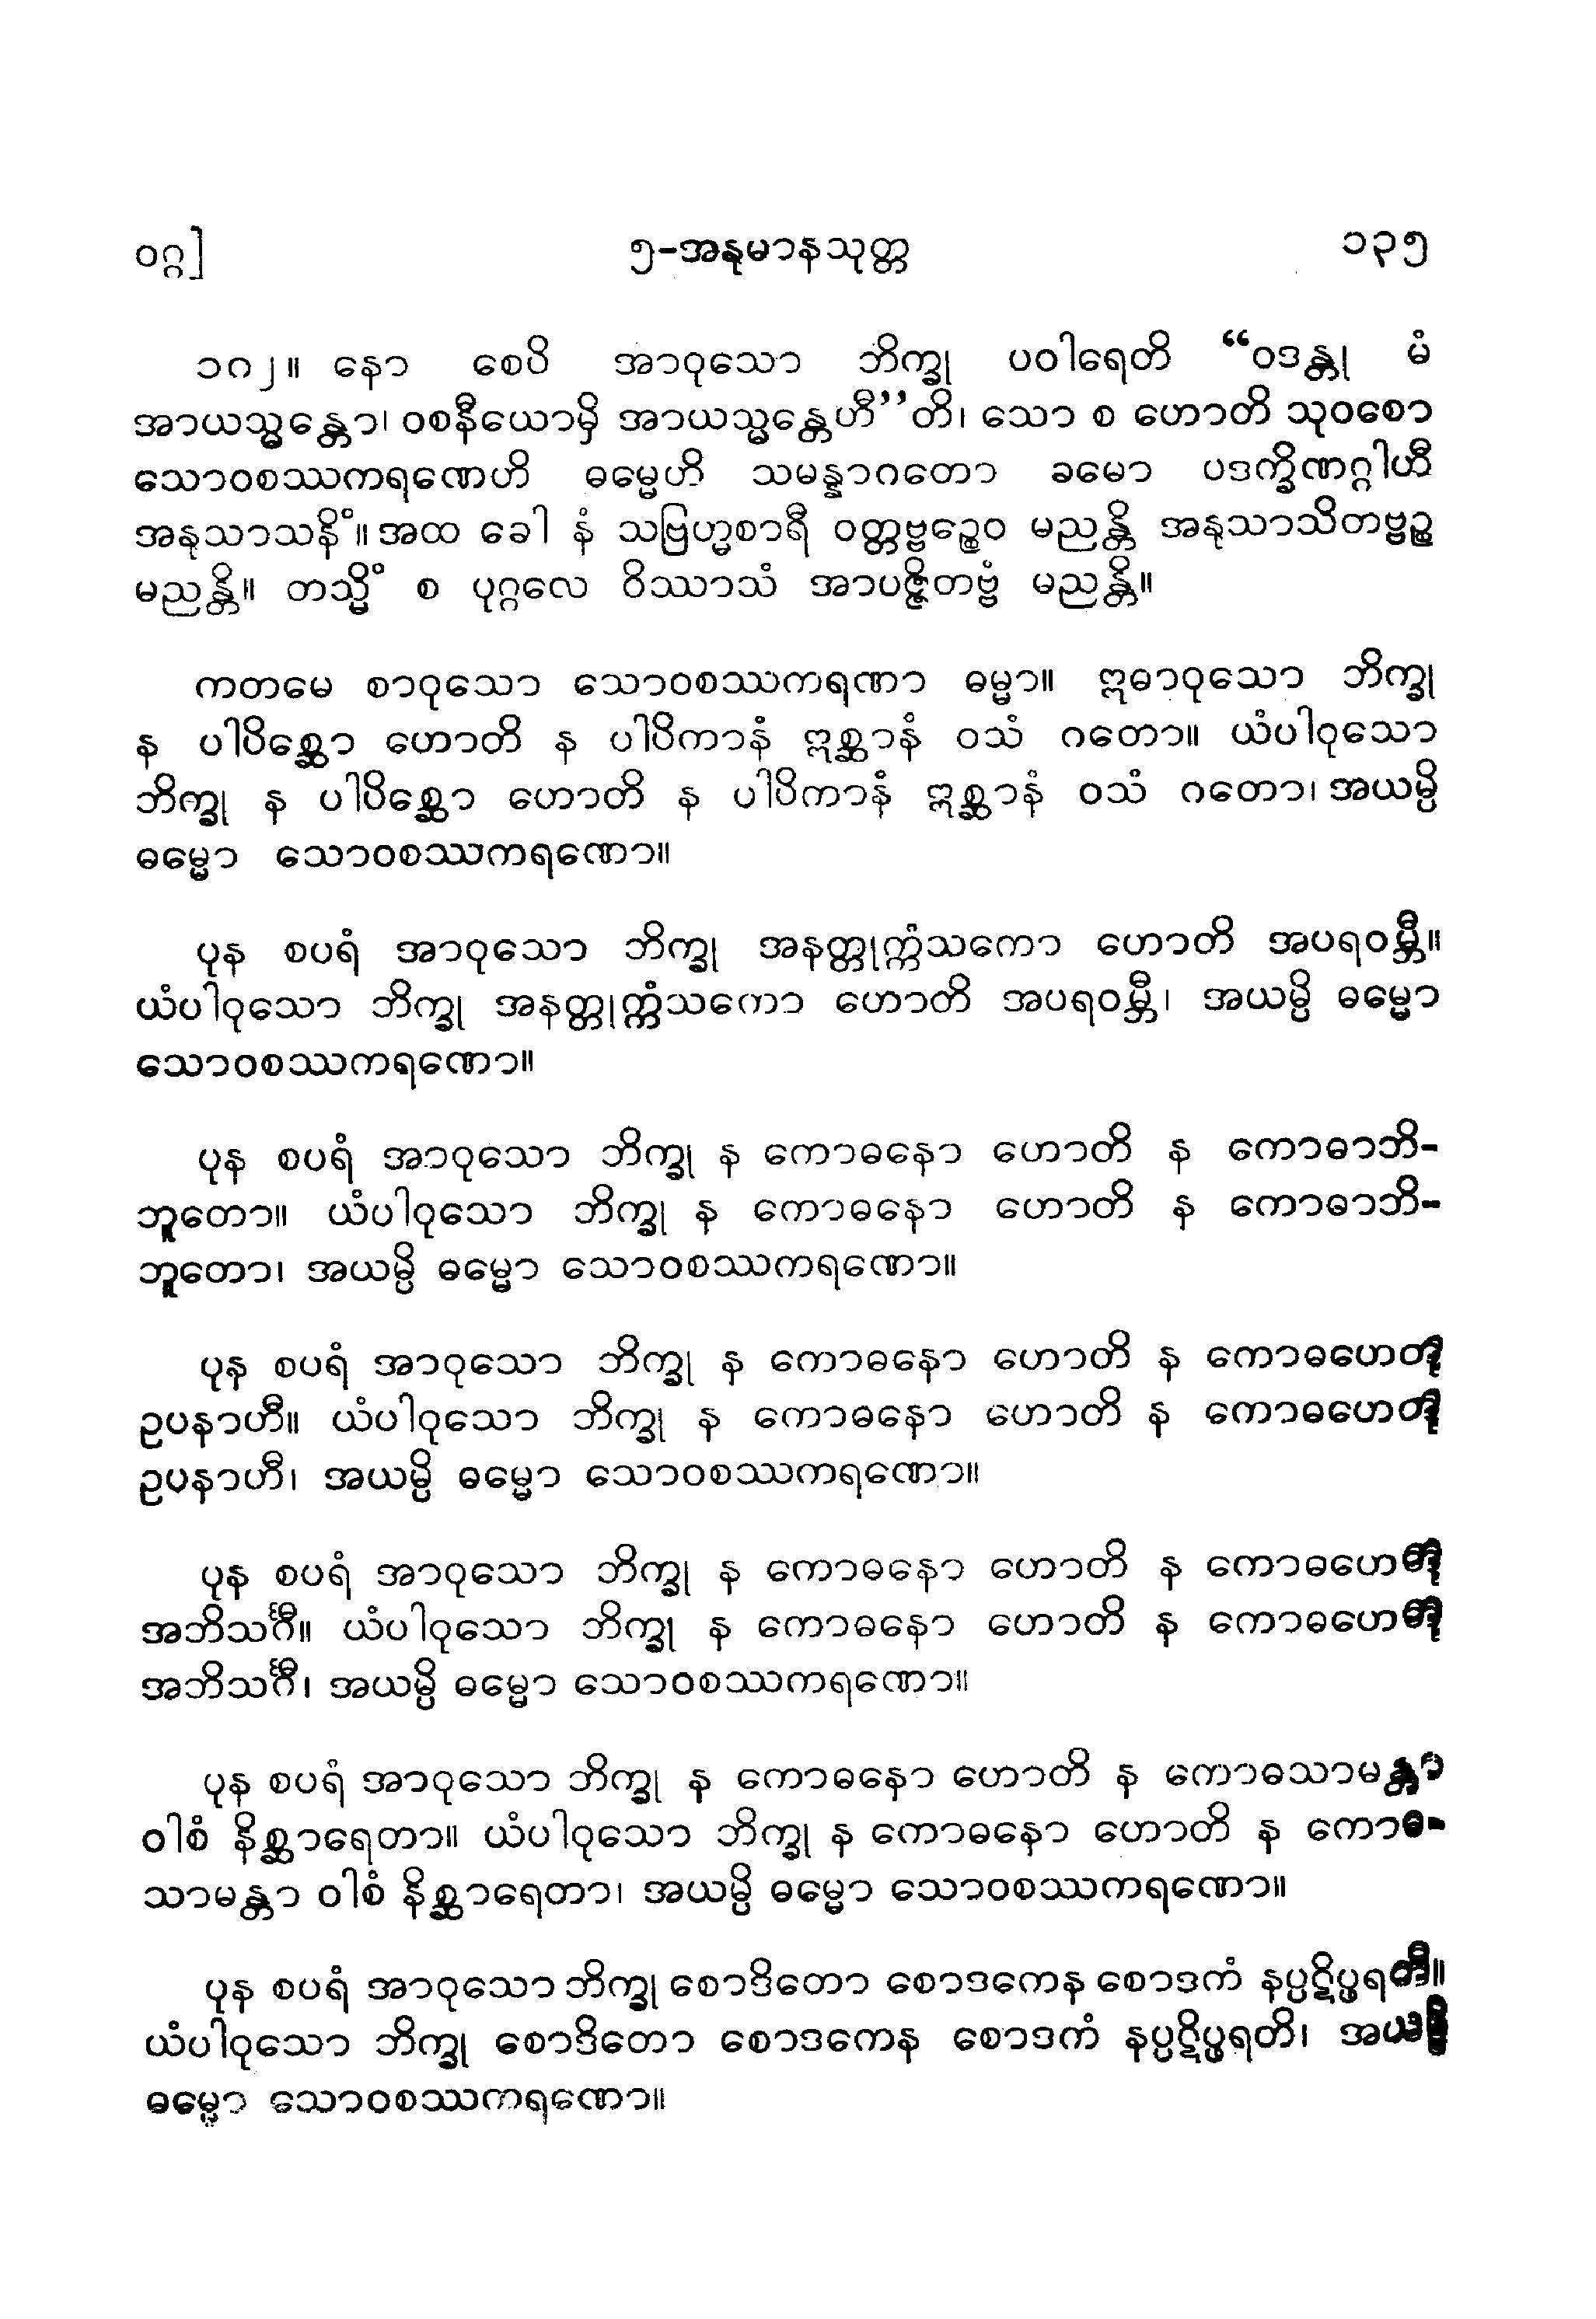 ဝဂ္ဂ]
၅-အနုမာနသုတ္တ
၁၃၅
၁၈၂။ နော စေပိ အာဝုသော ဘိက္ခု ပဝါရေတိ “ဝဒန္တု မံ
အာယသ္မန္တော၊ ဝစနီယောမှိ အာယသ္မန္တေဟီ”တိ၊ သော စ ဟောတိ သုဝစော
သောဝစဿကရဏေဟိ ဓမ္မေဟိ သမန္နာဂတော ခမော ပဒက္ခိဏဂ္ဂါဟီ
အနုသာသနိံ။ အထ ခေါ နံ သဗြဟ္မစာရီ ဝတ္တဗ္ဗဉ္စေဝ မညန္တိ အနုသာသိတဗ္ဗဉ္စ
မညန္တိ။ တသ္မိံ စ ပုဂ္ဂလေ ဝိဿာသံ အာပဇ္ဇိတဗ္ဗံ မညန္တိ။
ကတမေ စာဝုသော သောဝစဿကရဏာ ဓမ္မာ။ ဣဓာဝုသော ဘိက္ခု
န ပါပိစ္ဆော ဟောတိ န ပါပိကာနံ ဣစ္ဆာနံ ဝသံ ဂတော။ ယံပါဝုသော
ဘိက္ခု န ပါပိစ္ဆော ဟောတိ န ပါပိကာနံ ဣစ္ဆာနံ ဝသံ ဂတော၊ အယမ္ပိ
ဓမ္မော သောဝစဿကရဏော။
ပုန စပရံ အာဝုသော ဘိက္ခု အနတ္တုက္ကံသကော ဟောတိ အပရဝမ္ဘီ။
ယံပါဝုသော ဘိက္ခု အနတ္တုက္ကံသကော ဟောတိ အပရဝမ္ဘီ၊ အယမ္ပိ ဓမ္မော
သောဝစဿကရဏော။
ပုန စပရံ အာဝုသော ဘိက္ခု န ကောဓနော ဟောတိ န ကောဓာဘိ-
ဘူတော။ ယံပါဝုသော ဘိက္ခု န ကောဓနော ဟောတိ န ကောဓာဘိ-
ဘူတော၊ အယမ္ပိ ဓမ္မော သောဝစဿကရဏော။
ပုန စပရံ အာဝုသော ဘိက္ခု န ကောဓနော ဟောတိ န ကောဓဟေတု
ဥပနာဟီ။ ယံပါဝုသော ဘိက္ခု န ကောဓနော ဟောတိ န ကောဓဟေတု
ဥပနာဟီ၊ အယမ္ပိ ဓမ္မော သောဝစဿကရဏော။
ပုန စပရံ အာဝုသော ဘိက္ခု န ကောဓနော ဟောတိ န ကောဓဟေတု
အဘိသင်္ဂီ။ ယံပါဝုသော ဘိက္ခု န ကောဓနော ဟောတိ န ကောဓဟေတု
အဘိသင်္ဂီ၊ အယမ္ပိ ဓမ္မော သောဝစဿကရဏော။
ပုန စပရံ အာဝုသော ဘိက္ခု န ကောဓနော ဟောတိ န ကောဓသာမန္တာ
ဝါစံ နိစ္ဆာရေတာ။ ယံပါဝုသော ဘိက္ခု န ကောဓနော ဟောတိ န ကောဓ-
သာမန္တာ ဝါစံ နိစ္ဆာရေတာ၊ အယမ္ပိ ဓမ္မော သောဝစဿကရဏော။
ပုန စပရံ အာဝုသော ဘိက္ခု စောဒိတော စောဒကေန စောဒကံ နပ္ပဋိပ္ဖရတိ။
ယံပါဝုသော ဘိက္ခု စောဒိတော စောဒကေန စောဒကံ နပ္ပဋိပ္ဖရတိ၊ အယမ္ပိ
ဓမ္မော သောဝစဿကရဏော။